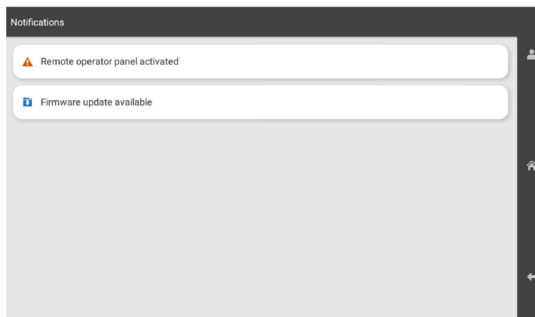 Notifications
Remote operator panel activated
Firmware update available